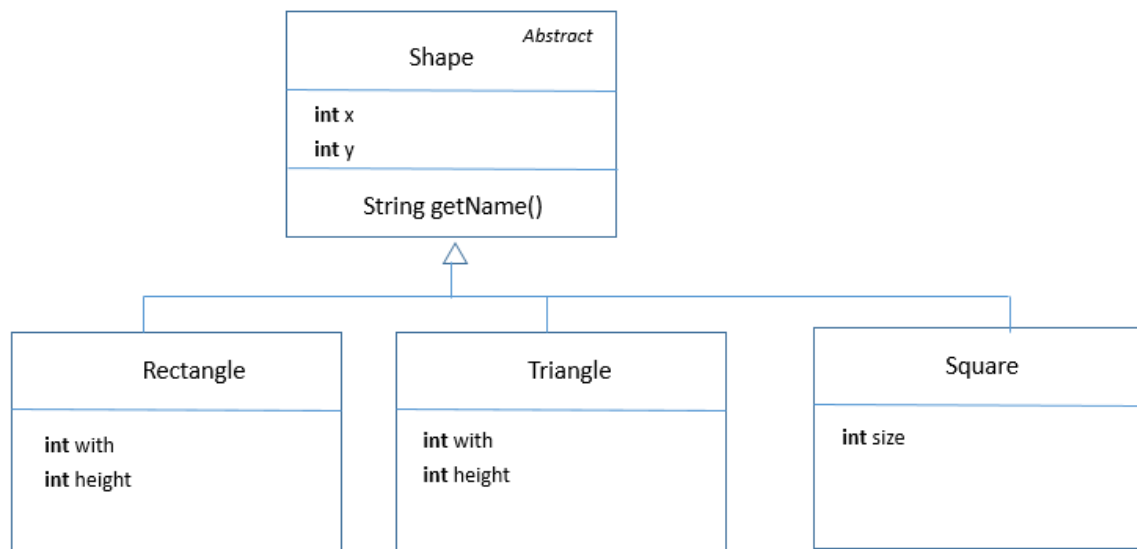 Abstract
Shape
int x
int y
String getName()
Rectangle
int with
int height
Triangle
int with
int height
Square
int size